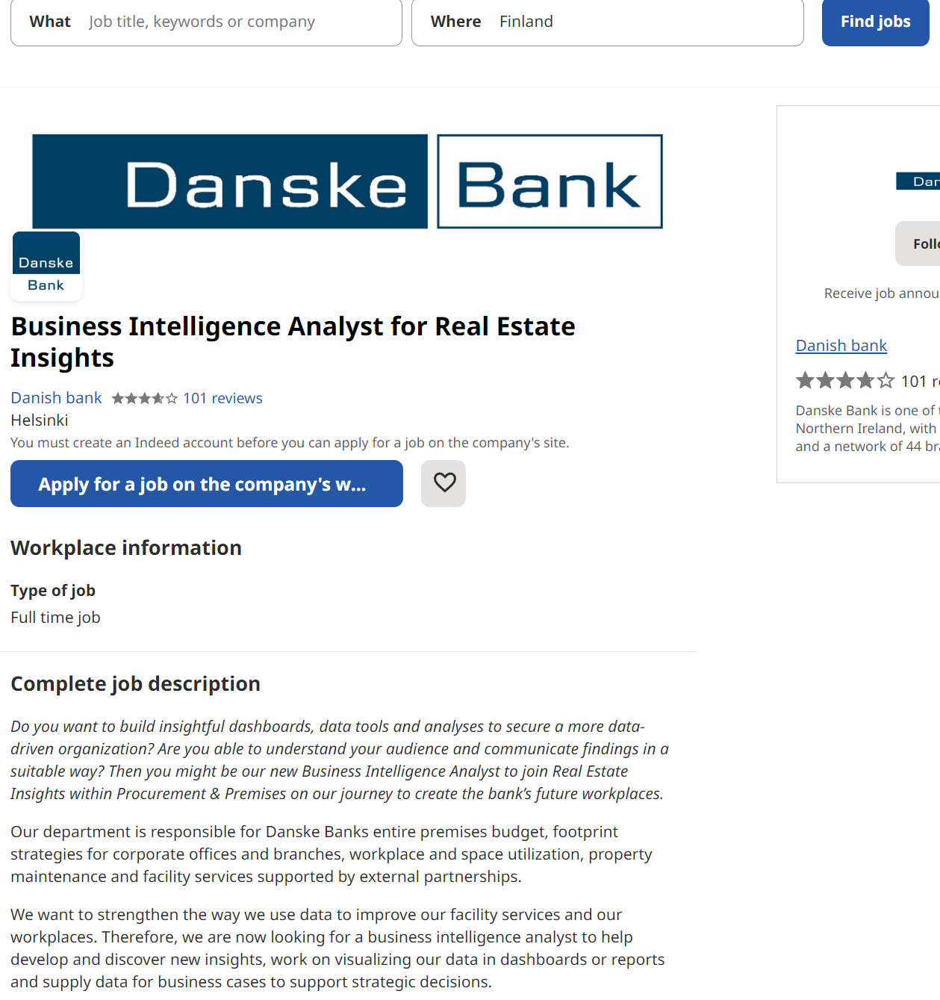 What Job title, keywords or company Where Finland Find jobs
Danske Bank
Danske
Bank
Business Intelligence Analyst for Real Estate
Insights
Danish bank 101 reviews
Helsinki
You must create an Indeed account before you can apply for a job on the company's site.
Apply for a job on the company's w...
Workplace information
Type of job
Full time job
Complete job description
Do you want to build insightful dashboards, data tools and analyses to secure a more data-
driven organization? Are you able to understand your audience and communicate findings in a
suitable way? Then you might be our new Business Intelligence Analyst to join Real Estate
Insights within Procurement & Premises on our journey to create the bank’s future workplaces.
Our department is responsible for Danske Banks entire premises budget, footprint
strategies for corporate offices and branches, workplace and space utilization, property
maintenance and facility services supported by external partnerships.
We want to strengthen the way we use data to improve our facility services and our
workplaces. Therefore, we are now looking for a business intelligence analyst to help
develop and discover new insights, work on visualizing our data in dashboards or reports
and supply data for business cases to support strategic decisions.
Dan
Follo
Receive job annou
Danish bank
101 re
Danske Bank is one of t
Northern Ireland, with
and a network of 44 bra